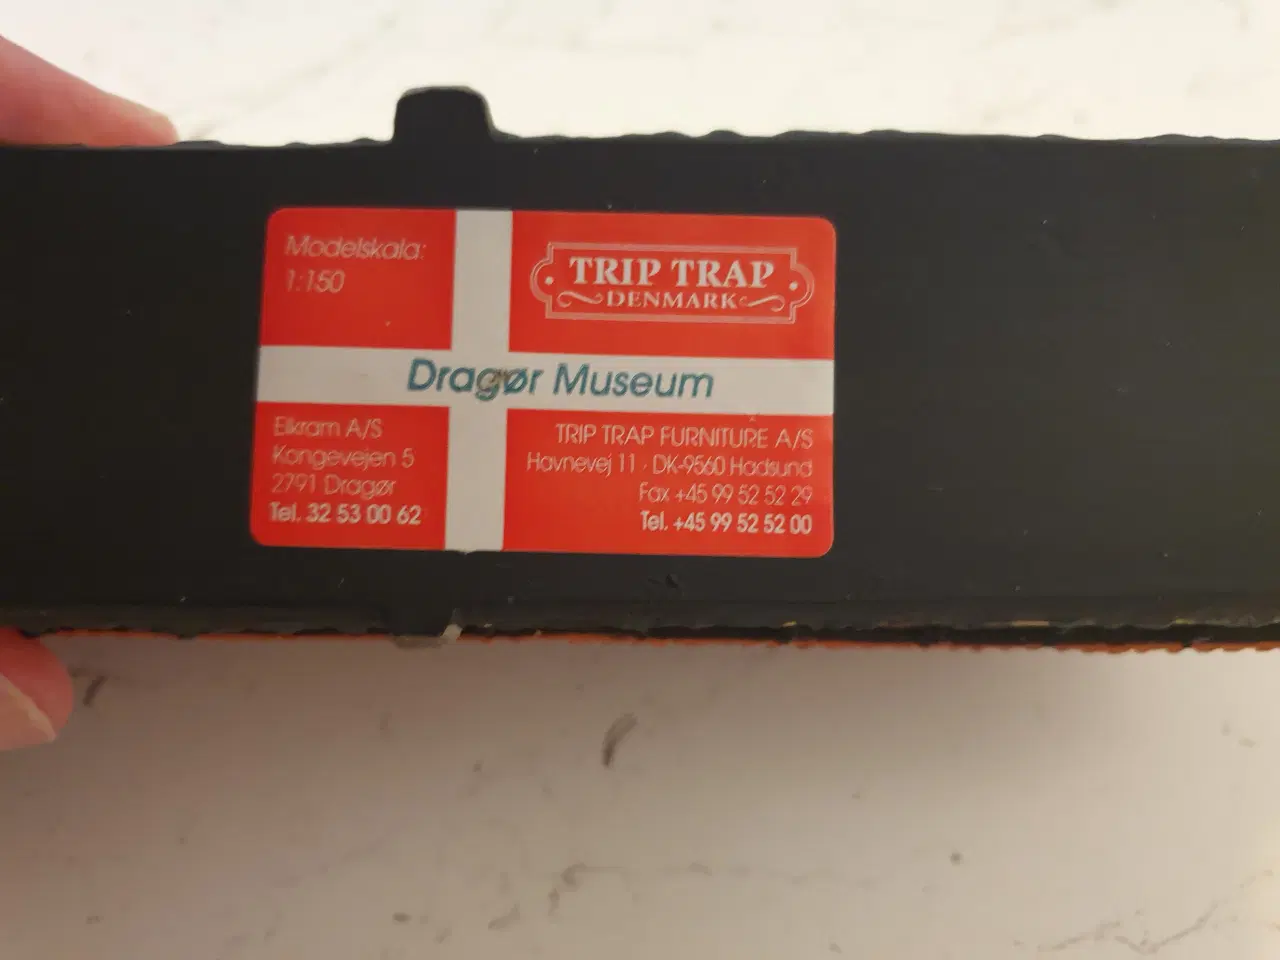 Modelskala:
1:150
TRIP TRAP
DENMARK
Dragør Museum
Elkram A/S
Kongevejen 5
2791 Dragør
Tel. 32 53 00 62
TRIP TRAP FURNITURE A/S
Havnevej 11 · DK-9560 Hadsund
Fax +45 99 52 52 29
Tel. +45 99 52 52 00